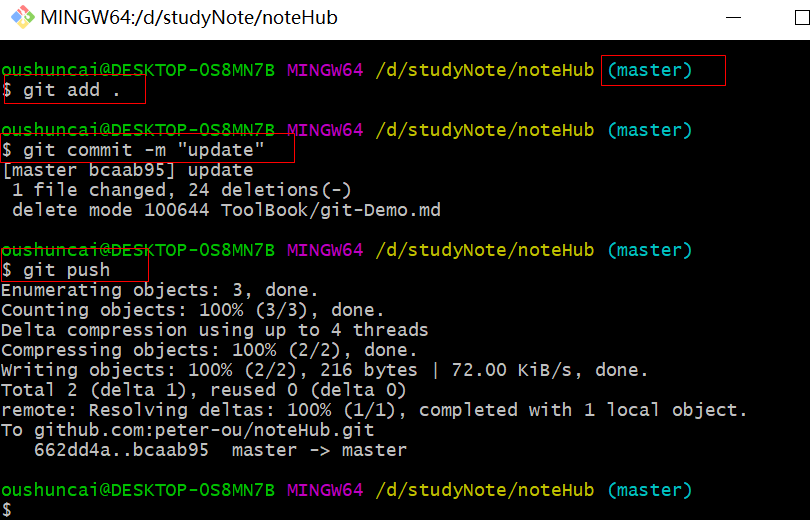 MINGW64:/d/studyNote/noteHub
oushuncai@DESKTOP-OS8MN7B MINGW64 /d/studyNote/noteHub (master)
$ git add .
oushuncai@DESKTOP-OS8MN7B MINGW64 /d/studyNote/noteHub (master)
$ git commit -m "update"
[master bcaab95] update
 1 file changed, 24 deletions(-)
 delete mode 100644 ToolBook/git-Demo.md
oushuncai@DESKTOP-OS8MN7B MINGW64 /d/studyNote/noteHub (master)
$ git push
Enumerating objects: 3, done.
Counting objects: 100% (3/3), done.
Delta compression using up to 4 threads
Compressing objects: 100% (2/2), done.
Writing objects: 100% (2/2), 216 bytes | 72.00 KiB/s, done.
Total 2 (delta 1), reused 0 (delta 0)
remote: Resolving deltas: 100% (1/1), completed with 1 local object.
To github.com:peter-ou/noteHub.git
   662dd4a..bcaab95  master -> master
oushuncai@DESKTOP-OS8MN7B MINGW64 /d/studyNote/noteHub (master)
$